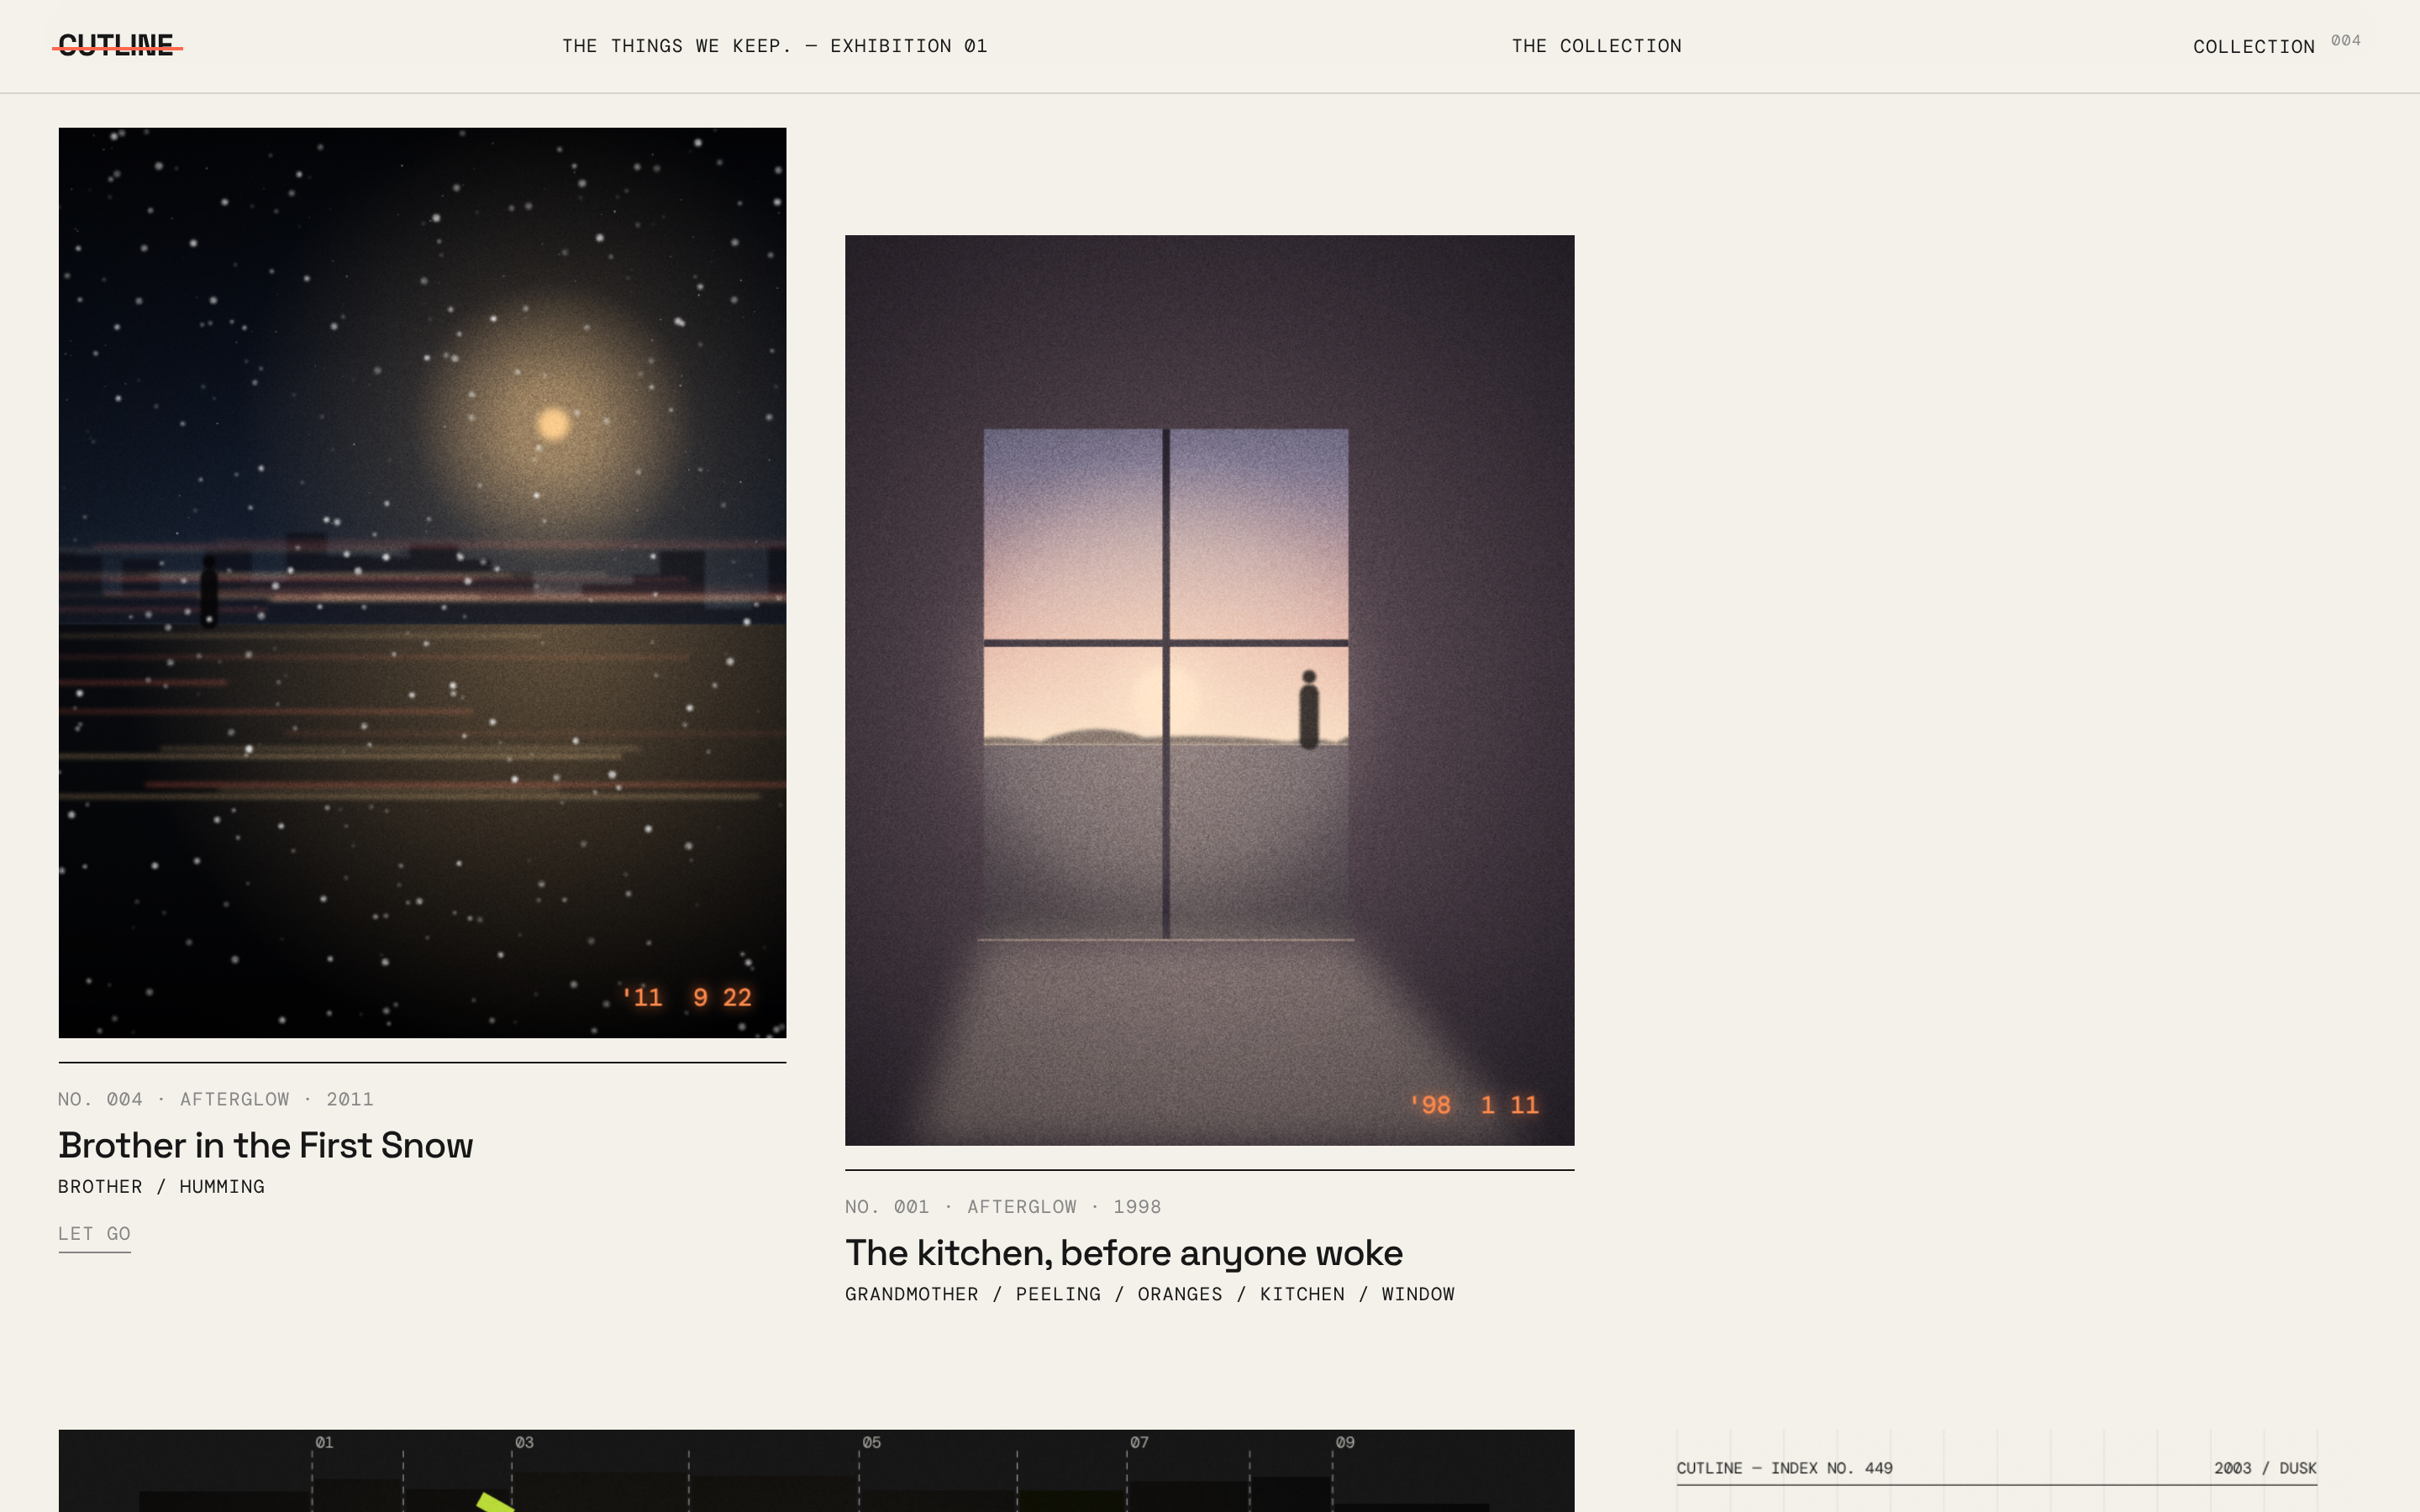 CUTLINE
THE THINGS WE KEEP. — EXHIBITION 01
THE COLLECTION
COLLECTION 004
'11 9 22
NO. 004 · AFTERGLOW · 2011
Brother in the First Snow
BROTHER / HUMMING
LET GO
'98 1 11
NO. 001 · AFTERGLOW · 1998
The kitchen, before anyone woke
GRANDMOTHER / PEELING / ORANGES / KITCHEN / WINDOW
01 03 05 07 09
CUTLINE — INDEX NO. 449
2003 / DUSK